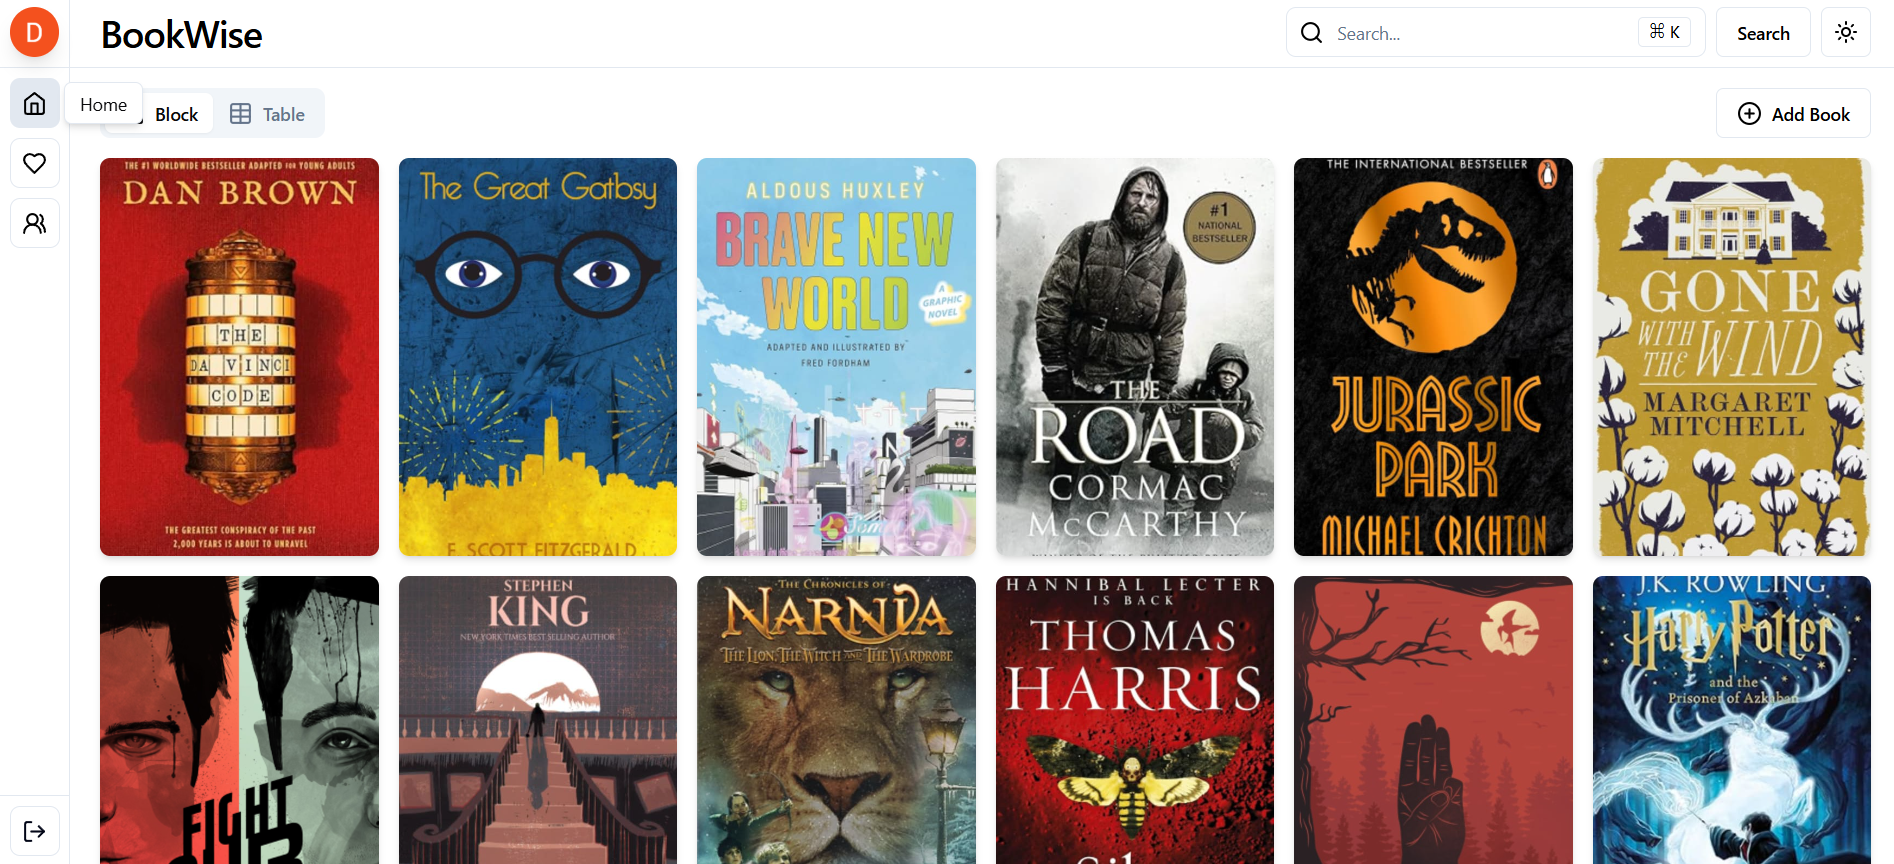 D
BookWise
Search...
⌘ K
Search
Home
Block
Table
Add Book
THE #1 WORLDWIDE BESTSELLER ADAPTED FOR YOUNG ADULTS
DAN BROWN
THE
DA VINCI
CODE
THE GREATEST CONSPIRACY OF THE PAST
2,000 YEARS IS ABOUT TO UNRAVEL
The Great Gatbsy
F. SCOTT FITZGERALD
ALDOUS HUXLEY
BRAVE NEW
WORLD
A
GRAPHIC
NOVEL
ADAPTED AND ILLUSTRATED BY
FRED FORDHAM
#1
NATIONAL
BESTSELLER
THE
ROAD
CORMAC
McCARTHY
THE INTERNATIONAL BESTSELLER
JURASSIC
PARK
MICHAEL CRICHTON
GONE
WITH
THE WIND
MARGARET
MITCHELL
FIGHT
STEPHEN
KING
NEW YORK TIMES BEST SELLING AUTHOR
THE CHRONICLES OF
NARNIA
THE LION, THE WITCH AND THE WARDROBE
HANNIBAL LECTER
IS BACK
THOMAS
HARRIS
J.K. ROWLING
Harry Potter
and the
Prisoner of Azkaban